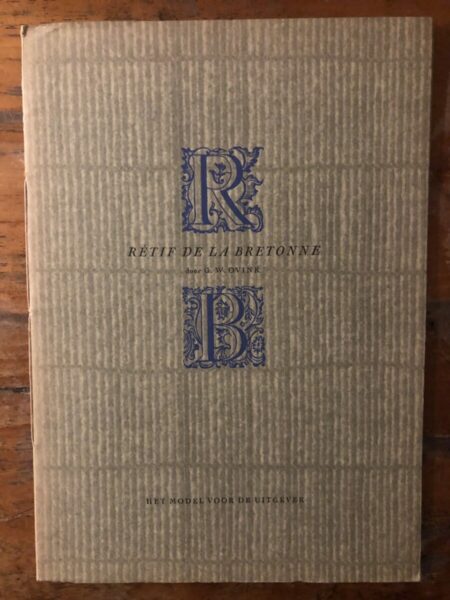 R
RÉTIF DE LA BRETONNE
door G. W. OVINK
B
HET MODEL VOOR DE UITGEVER